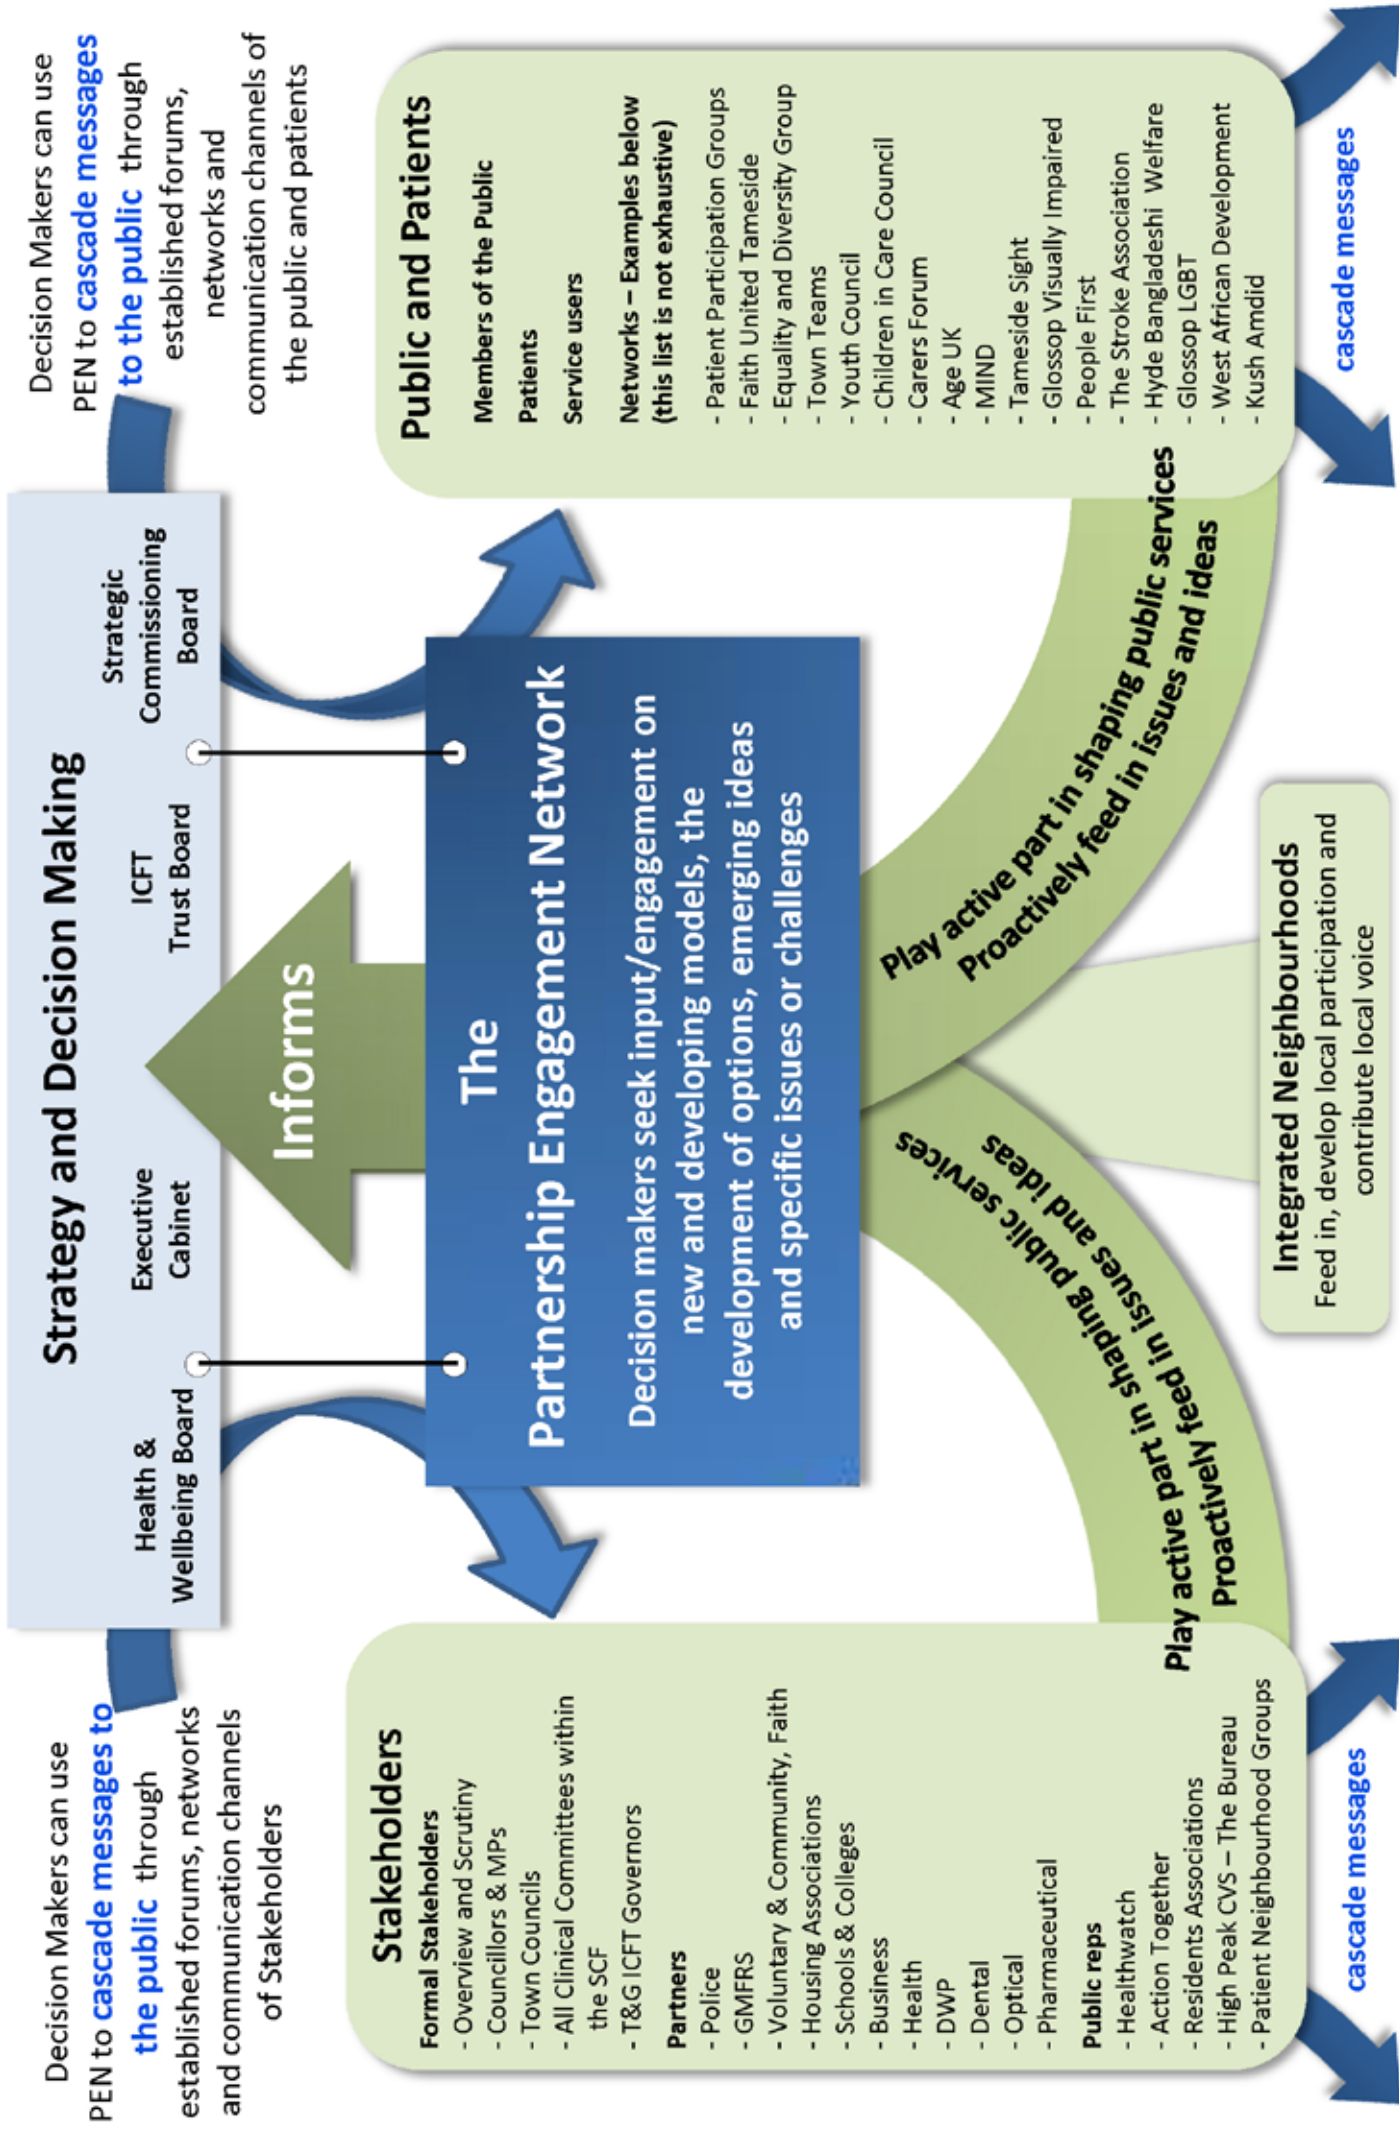 Decision Makers can use
PEN to cascade messages to
the public through
established forums, networks
and communication channels
of Stakeholders
Strategy and Decision Making
Health &
Wellbeing Board
Executive
Cabinet
ICFT
Trust Board
Strategic
Commissioning
Board
Decision Makers can use
PEN to cascade messages
to the public through
established forums,
networks and
communication channels of
the public and patients
Informs
The
Partnership Engagement Network
Decision makers seek input/engagement on
new and developing models, the
development of options, emerging ideas
and specific issues or challenges
Stakeholders
Formal Stakeholders
- Overview and Scrutiny
- Councillors & MPs
- Town Councils
- All Clinical Committees within
the SCF
- T&G ICFT Governors
Partners
- Police
- GMFRS
- Voluntary & Community, Faith
- Housing Associations
- Schools & Colleges
- Business
- Health
- DWP
- Dental
- Optical
- Pharmaceutical
Public reps
- Healthwatch
- Action Together
- Residents Associations
- High Peak CVS – The Bureau
- Patient Neighbourhood Groups
Play active part in shaping public services
Proactively feed in issues and ideas
Play active part in shaping public services
Proactively feed in issues and ideas
Public and Patients
Members of the Public
Patients
Service users
Networks – Examples below
(this list is not exhaustive)
- Patient Participation Groups
- Faith United Tameside
- Equality and Diversity Group
- Town Teams
- Youth Council
- Children in Care Council
- Carers Forum
- Age UK
- MIND
- Tameside Sight
- Glossop Visually Impaired
- People First
- The Stroke Association
- Hyde Bangladeshi Welfare
- Glossop LGBT
- West African Development
- Kush Amdid
Integrated Neighbourhoods
Feed in, develop local participation and
contribute local voice
cascade messages
cascade messages